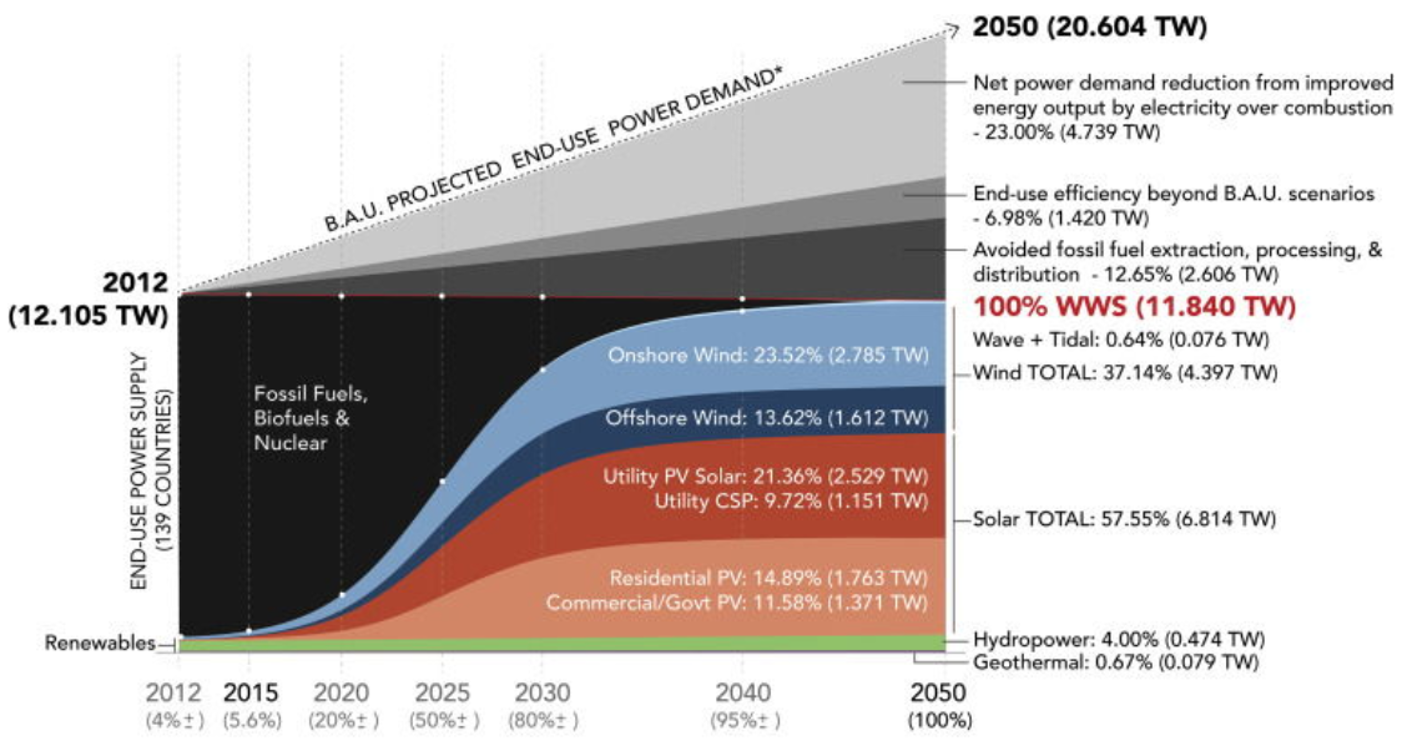 2050 (20.604 TW)
Net power demand reduction from improved
energy output by electricity over combustion
- 23.00% (4.739 TW)
B.A.U. PROJECTED END-USE POWER DEMAND*
End-use efficiency beyond B.A.U. scenarios
- 6.98% (1.420 TW)
Avoided fossil fuel extraction, processing, &
distribution - 12.65% (2.606 TW)
2012
(12.105 TW)
100% WWS (11.840 TW)
Wave + Tidal: 0.64% (0.076 TW)
Onshore Wind: 23.52% (2.785 TW)
Wind TOTAL: 37.14% (4.397 TW)
END-USE POWER SUPPLY
(139 COUNTRIES)
Fossil Fuels,
Biofuels &
Nuclear
Offshore Wind: 13.62% (1.612 TW)
Utility PV Solar: 21.36% (2.529 TW)
Utility CSP: 9.72% (1.151 TW)
Solar TOTAL: 57.55% (6.814 TW)
Residential PV: 14.89% (1.763 TW)
Commercial/Govt PV: 11.58% (1.371 TW)
Renewables
Hydropower: 4.00% (0.474 TW)
Geothermal: 0.67% (0.079 TW)
2012 2015 2020 2025 2030 2040 2050
(4%±) (5.6%) (20%±) (50%±) (80%±) (95%±) (100%)